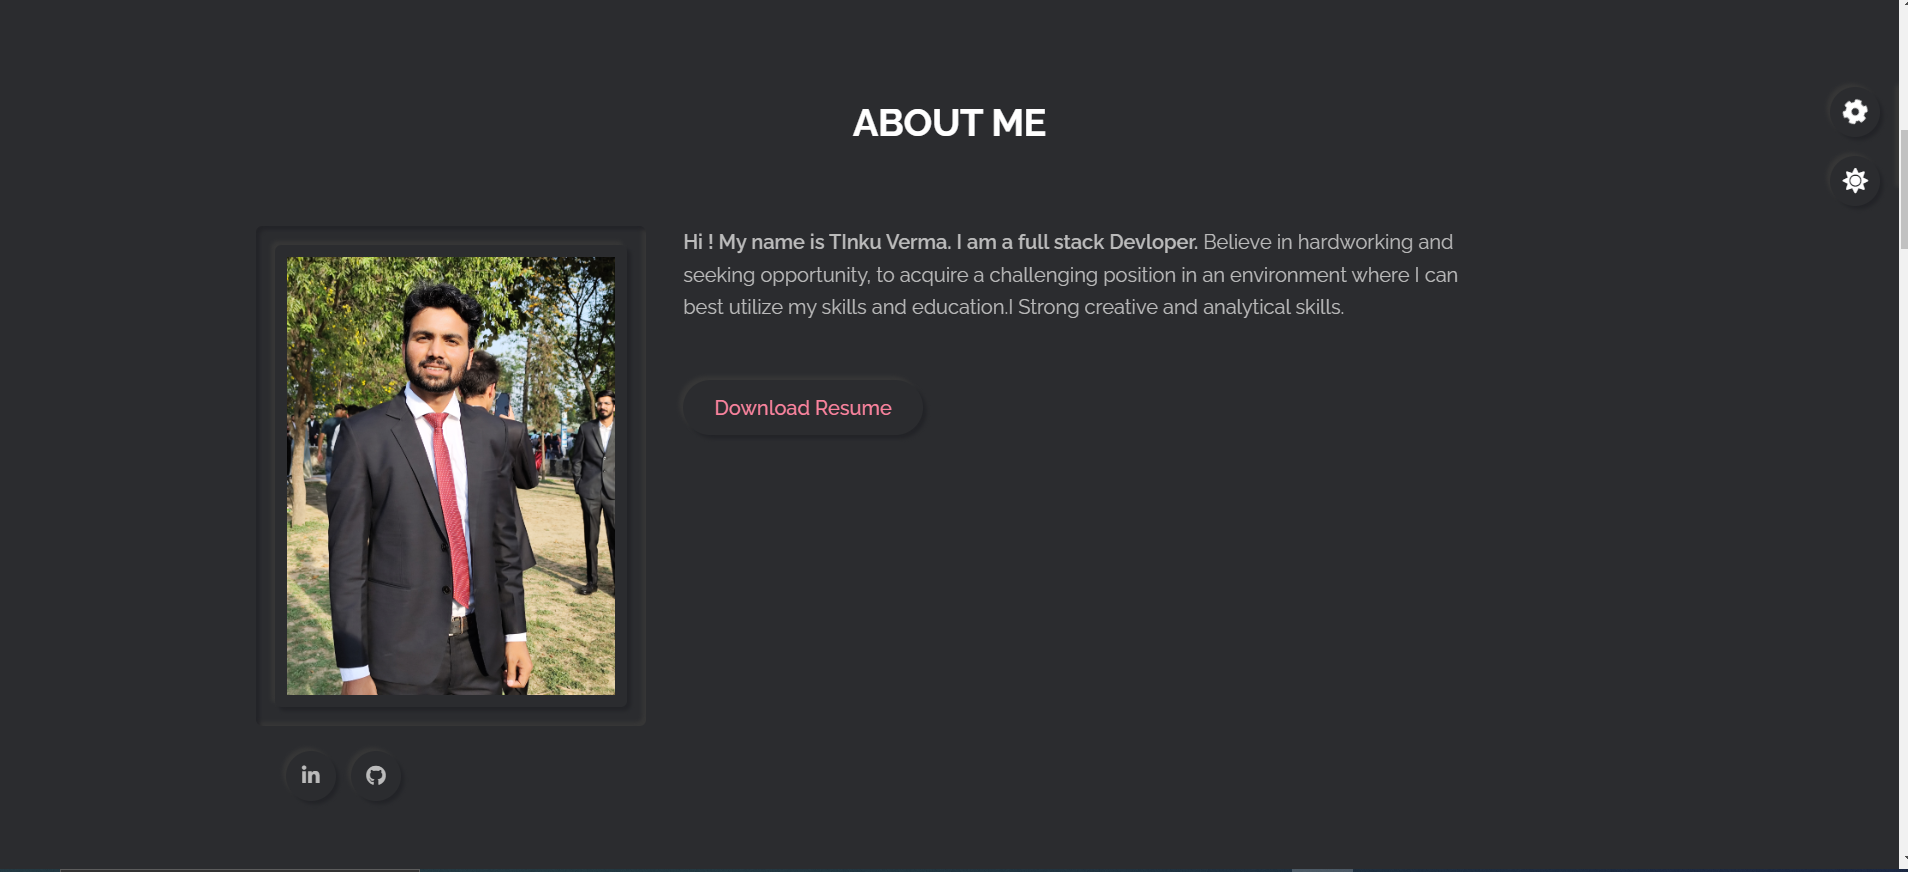 ABOUT ME
Hi ! My name is TInku Verma. I am a full stack Devloper. Believe in hardworking and
seeking opportunity, to acquire a challenging position in an environment where I can
best utilize my skills and education.I Strong creative and analytical skills.
Download Resume
in